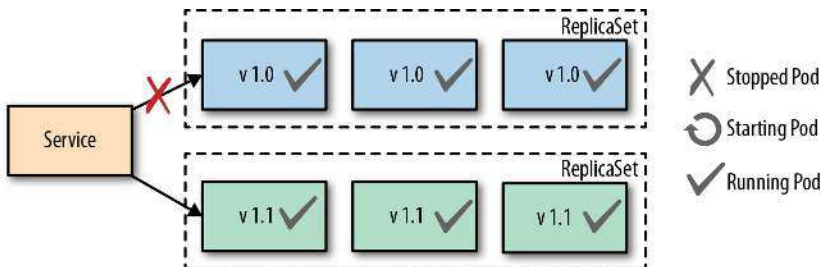 ReplicaSet
v 1.0
v 1.0
v 1.0
Stopped Pod
Starting Pod
Running Pod
Service
ReplicaSet
v 1.1
v 1.1
v 1.1